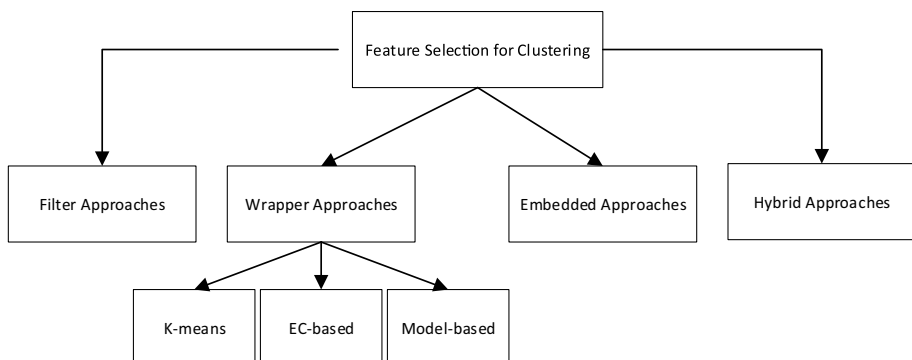 Feature Selection for Clustering
Filter Approaches
Wrapper Approaches
Embedded Approaches
Hybrid Approaches
K-means
EC-based
Model-based